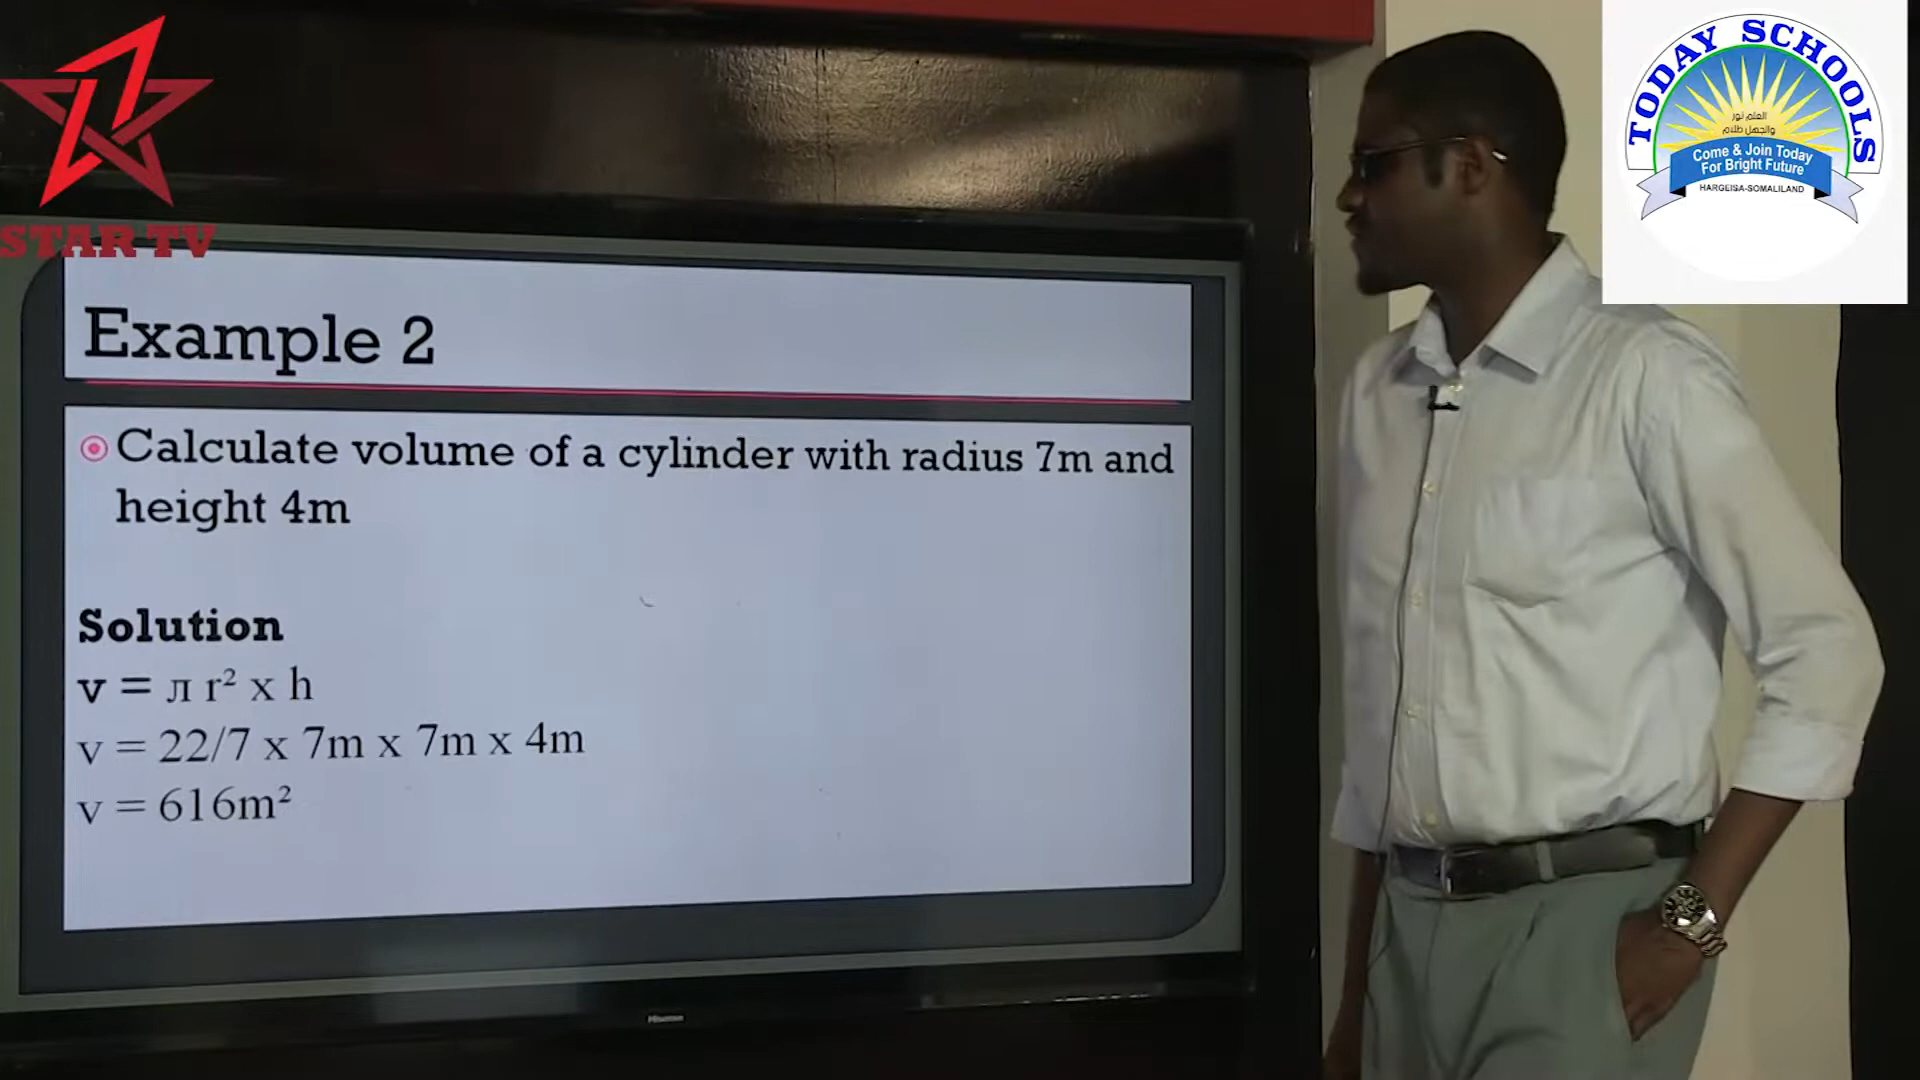 STAR TV
TODAY SCHOOLS
العلم نور
والجهل ظلام
Come & Join Today
For Bright Future
HARGEISA-SOMALILAND
Example 2
Calculate volume of a cylinder with radius 7m and
height 4m
Solution
v = л r² x h
v = 22/7 x 7m x 7m x 4m
v = 616m²
Hisense